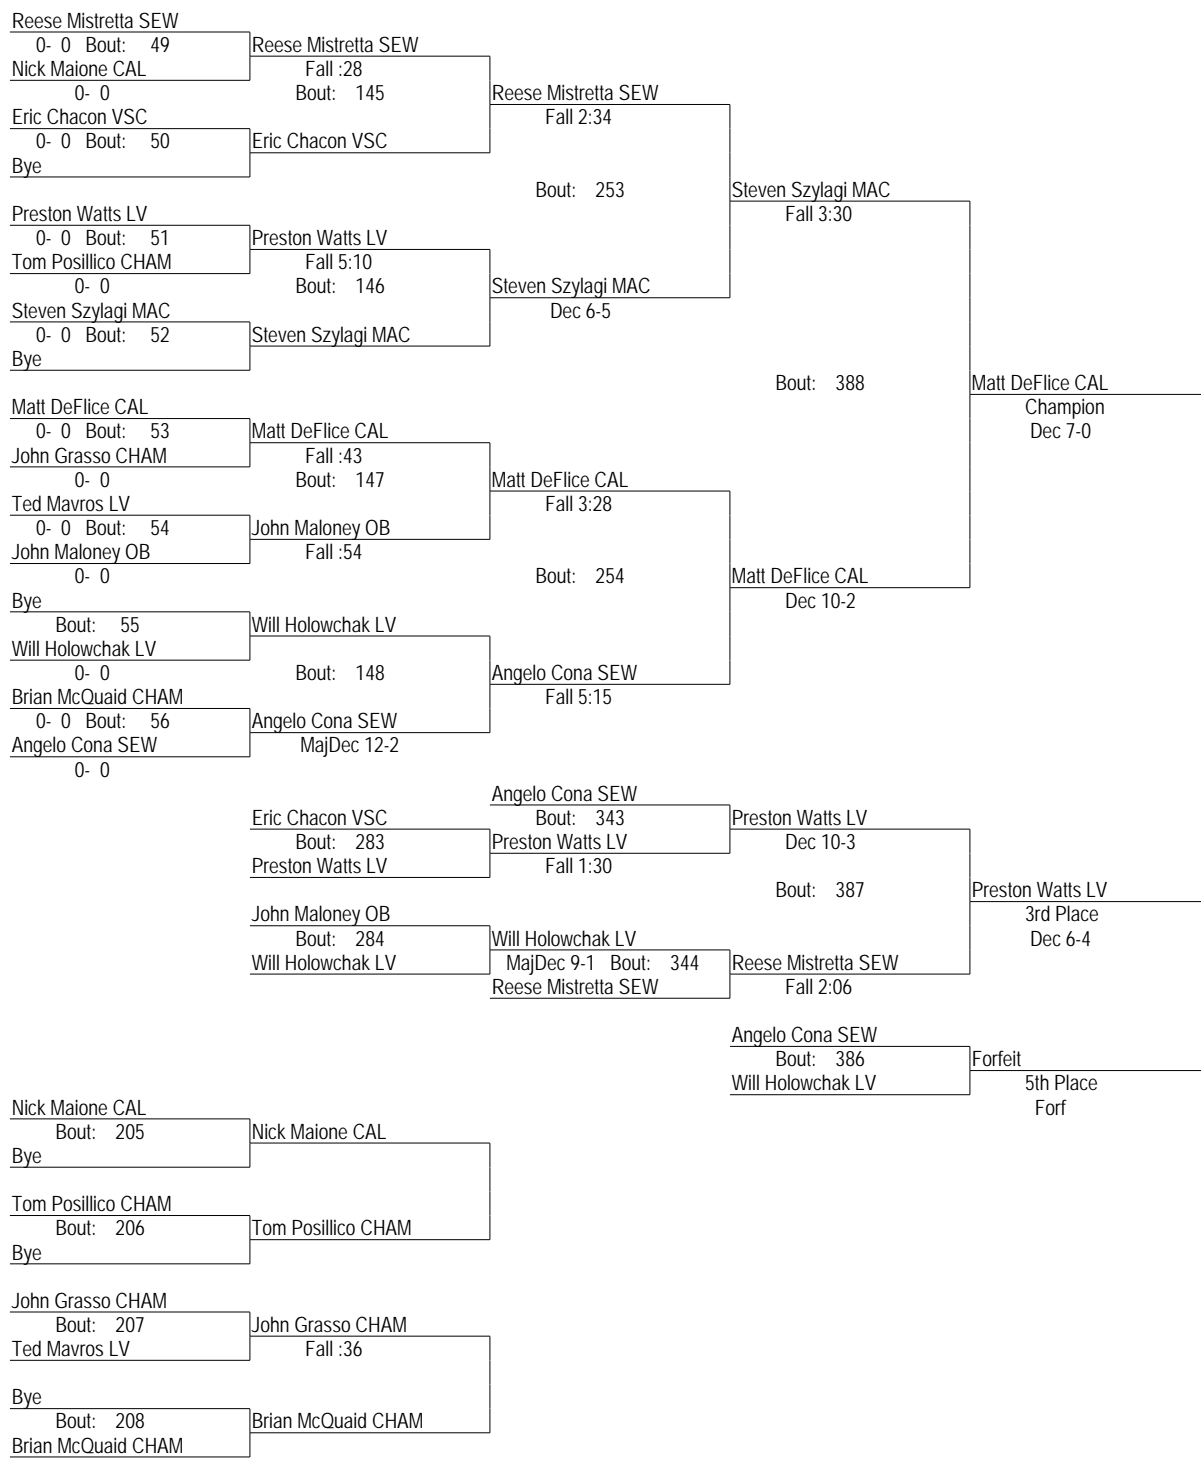 Reese Mistretta SEW
0- 0 Bout: 49
Reese Mistretta SEW
Nick Maione CAL
Fall :28
0- 0
Bout: 145
Reese Mistretta SEW
Eric Chacon VSC
Fall 2:34
0- 0 Bout: 50
Eric Chacon VSC
Bye
Bout: 253
Steven Szylagi MAC
Preston Watts LV
Fall 3:30
0- 0 Bout: 51
Preston Watts LV
Tom Posillico CHAM
Fall 5:10
0- 0
Bout: 146
Steven Szylagi MAC
Steven Szylagi MAC
Dec 6-5
0- 0 Bout: 52
Steven Szylagi MAC
Bye
Bout: 388
Matt DeFlice CAL
Matt DeFlice CAL
Champion
0- 0 Bout: 53
Matt DeFlice CAL
Dec 7-0
John Grasso CHAM
Fall :43
0- 0
Bout: 147
Matt DeFlice CAL
Ted Mavros LV
Fall 3:28
0- 0 Bout: 54
John Maloney OB
John Maloney OB
Fall :54
0- 0
Bout: 254
Matt DeFlice CAL
Bye
Dec 10-2
Bout: 55
Will Holowchak LV
Will Holowchak LV
0- 0
Bout: 148
Angelo Cona SEW
Brian McQuaid CHAM
Fall 5:15
0- 0 Bout: 56
Angelo Cona SEW
Angelo Cona SEW
MajDec 12-2
0- 0
Angelo Cona SEW
Eric Chacon VSC
Bout: 343
Preston Watts LV
Bout: 283
Preston Watts LV
Dec 10-3
Preston Watts LV
Fall 1:30
Bout: 387
Preston Watts LV
John Maloney OB
3rd Place
Bout: 284
Will Holowchak LV
Dec 6-4
Will Holowchak LV
MajDec 9-1 Bout: 344
Reese Mistretta SEW
Reese Mistretta SEW
Fall 2:06
Angelo Cona SEW
Bout: 386
Forfeit
Will Holowchak LV
5th Place
Forf
Nick Maione CAL
Bout: 205
Nick Maione CAL
Bye
Tom Posillico CHAM
Bout: 206
Tom Posillico CHAM
Bye
John Grasso CHAM
Bout: 207
John Grasso CHAM
Ted Mavros LV
Fall :36
Bye
Bout: 208
Brian McQuaid CHAM
Brian McQuaid CHAM